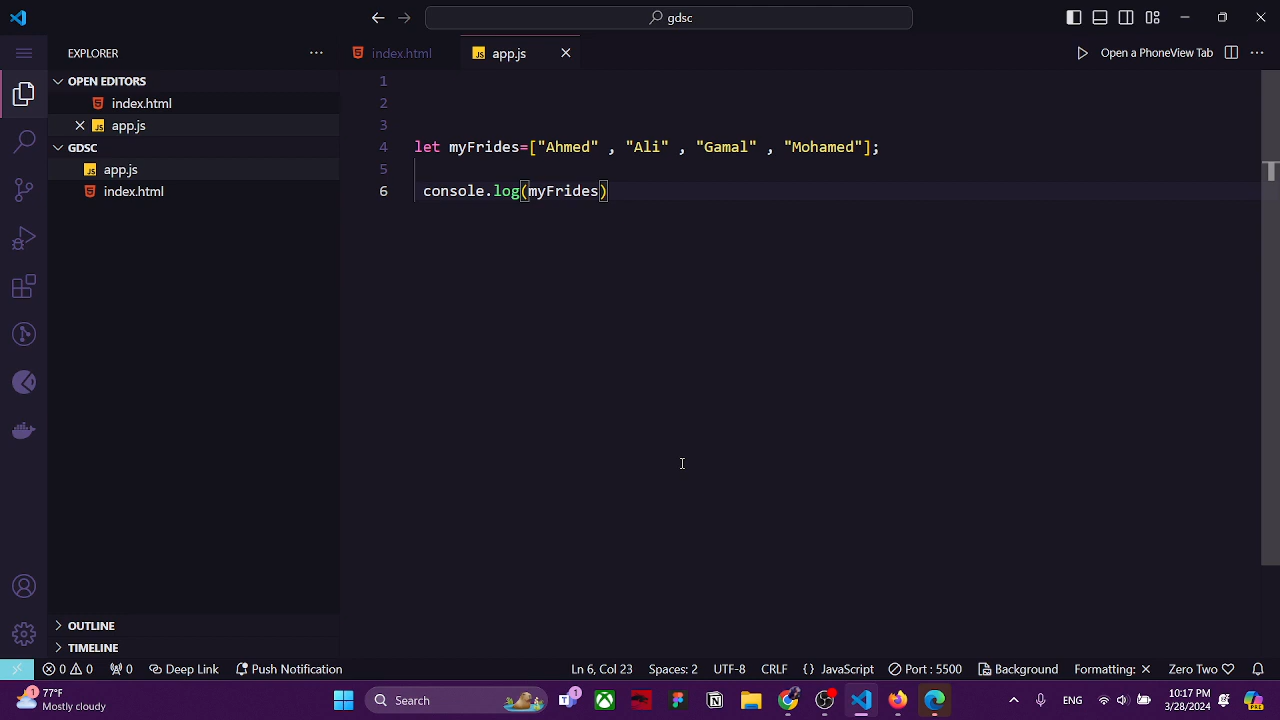 gdsc
EXPLORER
index.html
app.js
Open a PhoneView Tab
OPEN EDITORS
index.html
app.js
GDSC
app.js
index.html
1
2
3
4 let myFrides=["Ahmed" , "Ali" , "Gamal" , "Mohamed"];
5
6 console.log(myFrides)
OUTLINE
TIMELINE
0 0 0 Deep Link Push Notification Ln 6, Col 23 Spaces: 2 UTF-8 CRLF {} JavaScript Port : 5500 Background Formatting: Zero Two
1 77°F
Mostly cloudy
Search
1
ENG
10:17 PM
3/28/2024